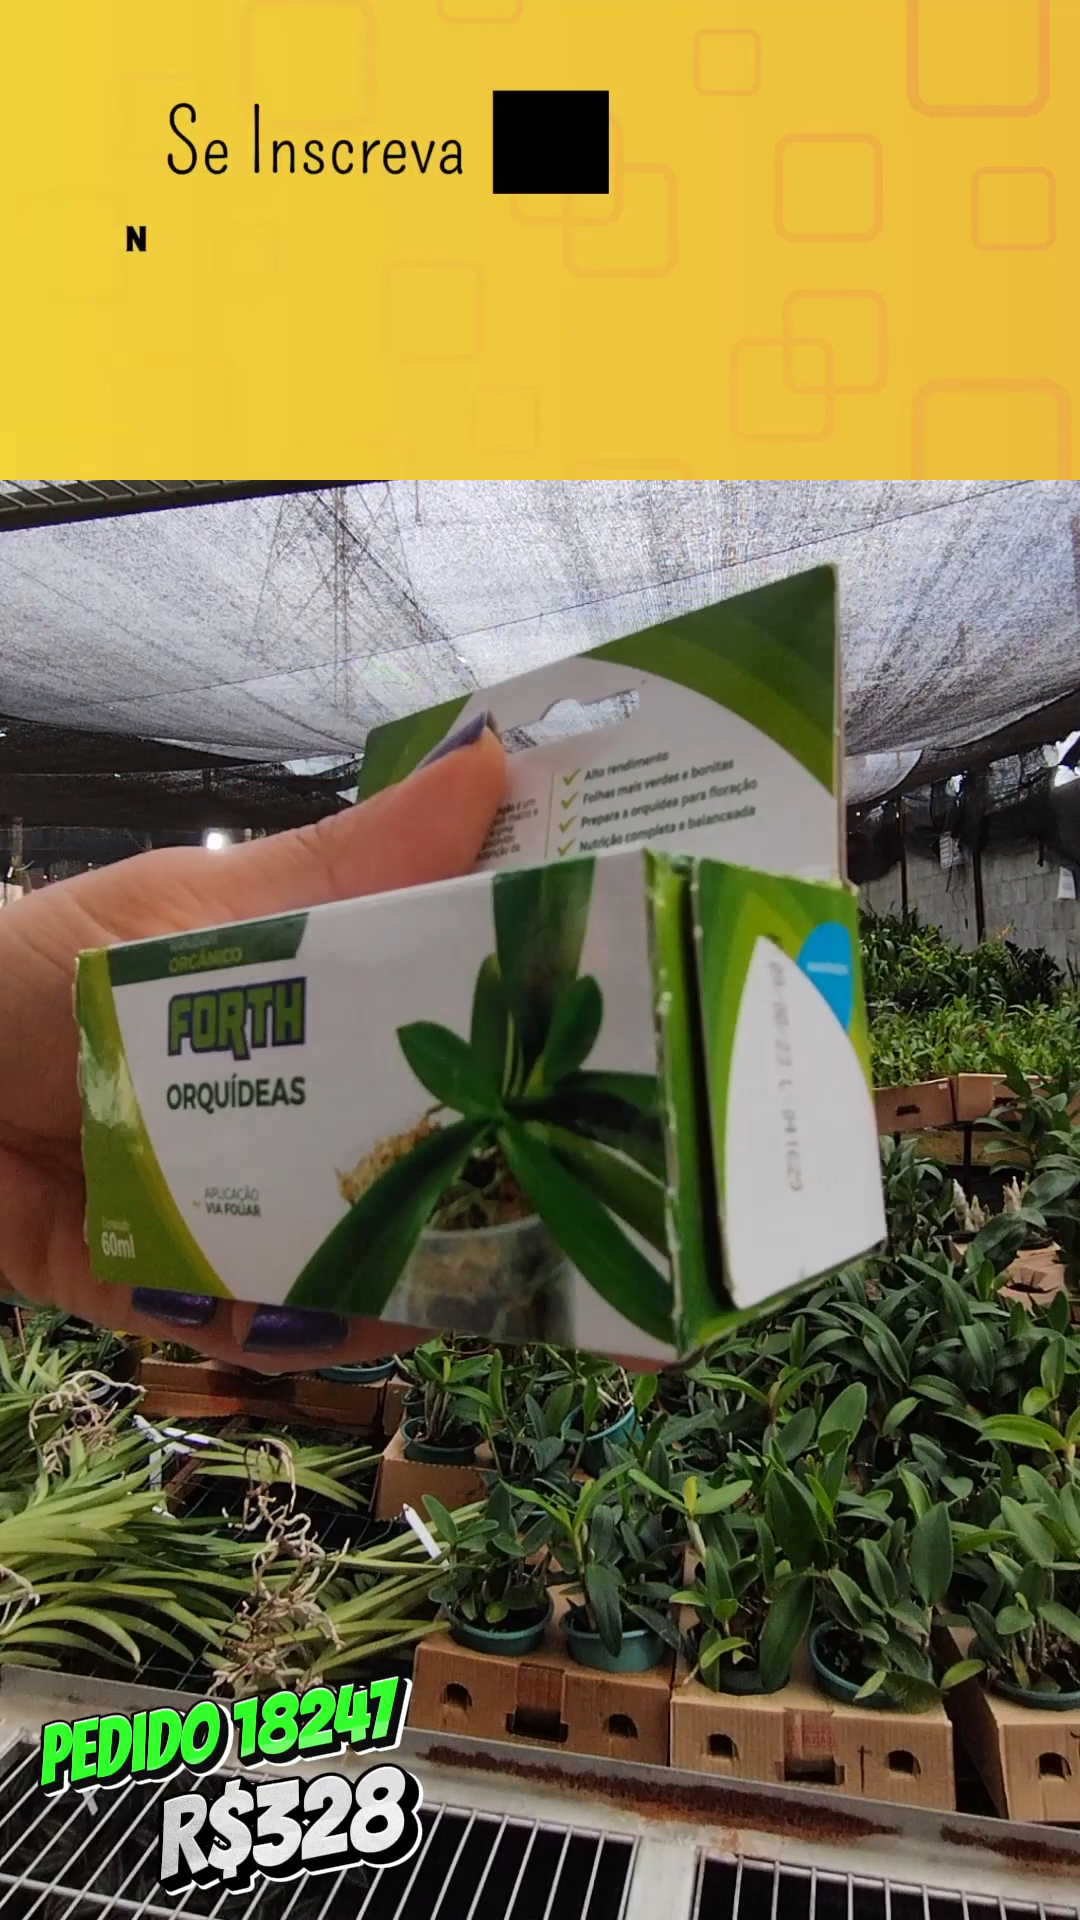 Se Inscreva
N
Alto rendimento
Folhas mais verdes e bonitas
Prepara a orquídea para floração
Nutrição completa e balanceada
ORGÂNICO
FORTH
ORQUÍDEAS
APLICAÇÃO
VIA FOLIAR
Conteúdo
60ml
PEDIDO 18247
R$328